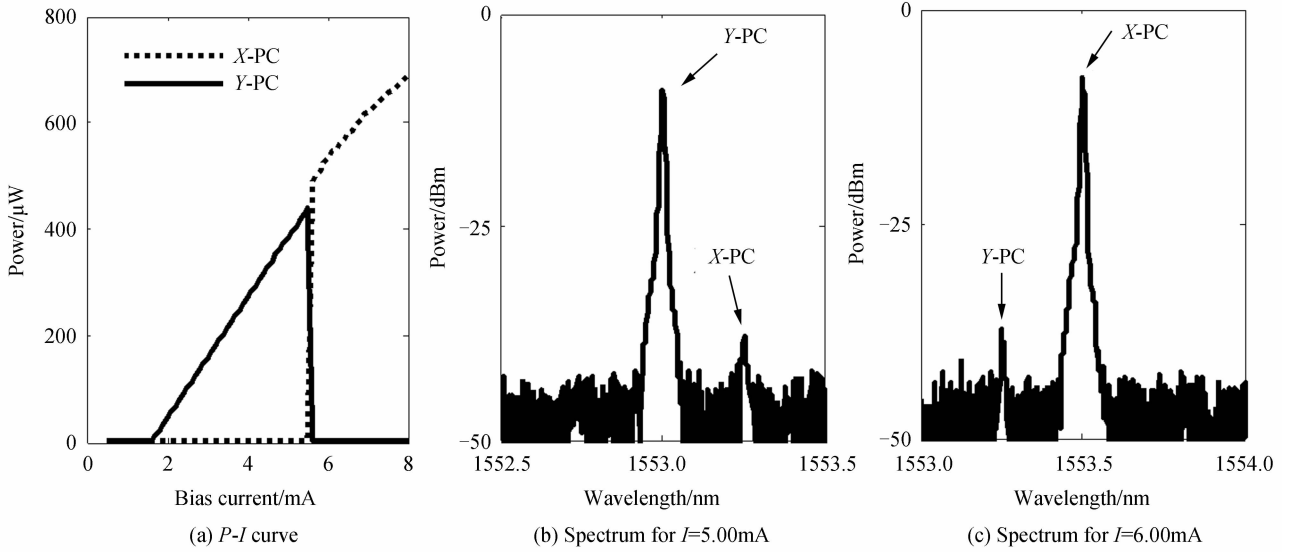 800
600
400
200
0
Power/μW
X-PC
Y-PC
0
2
4
6
8
Bias current/mA
(a) P-I curve
0
−25
−50
Power/dBm
Y-PC
X-PC
1552.5
1553.0
1553.5
Wavelength/nm
(b) Spectrum for I=5.00mA
0
−25
−50
Power/dBm
X-PC
Y-PC
1553.0
1553.5
1554.0
Wavelength/nm
(c) Spectrum for I=6.00mA